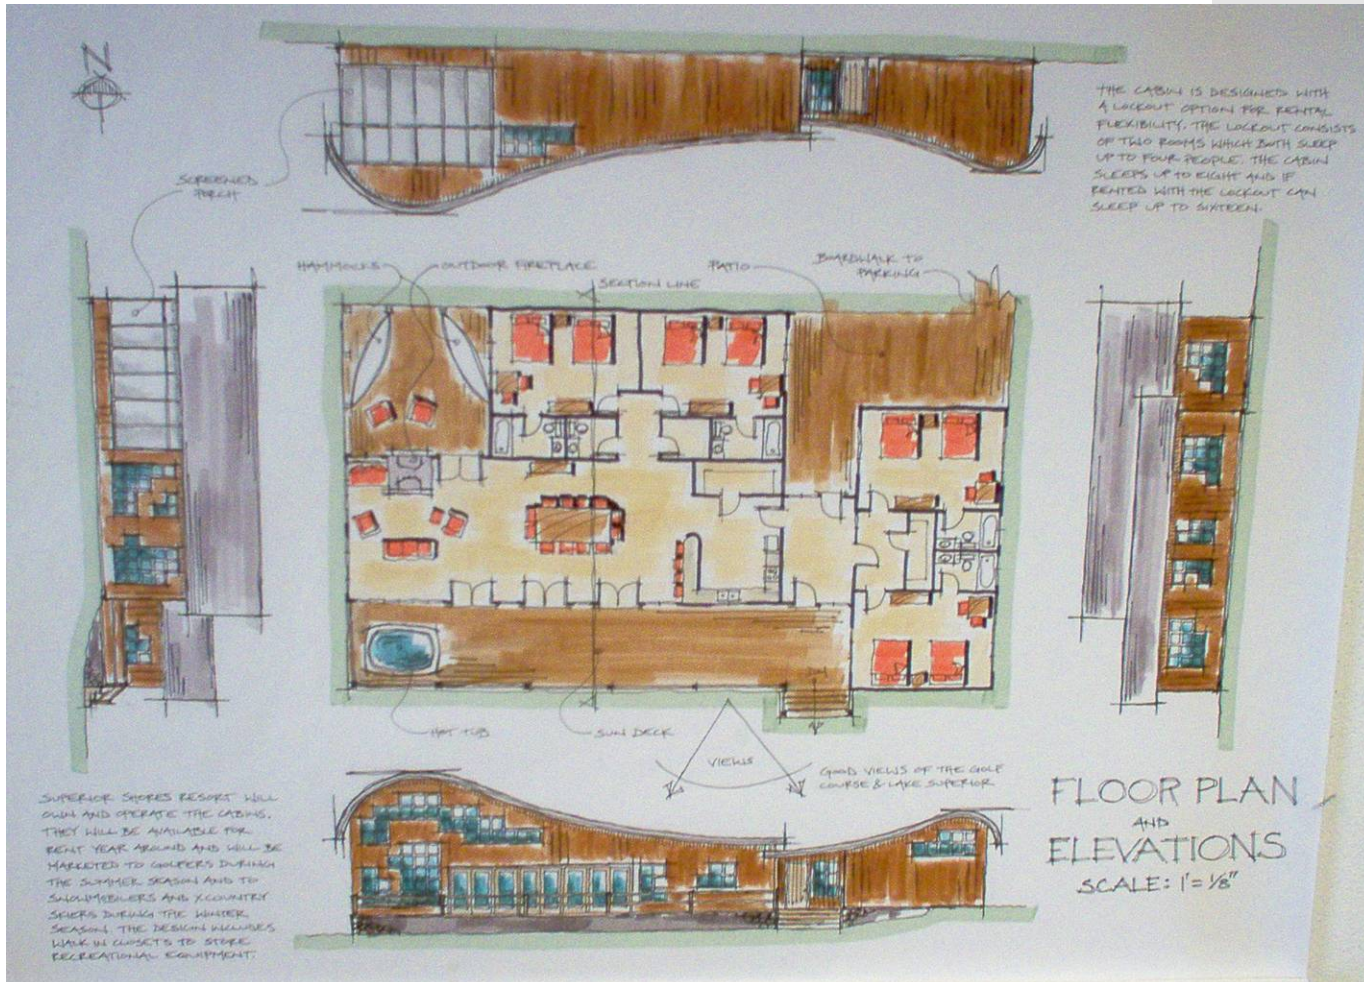 N
THE CABIN IS DESIGNED WITH
A LOCKOUT OPTION FOR RENTAL
FLEXIBILITY. THE LOCKOUT CONSISTS
OF TWO ROOMS WHICH BOTH SLEEP
UP TO FOUR PEOPLE. THE CABIN
SLEEPS UP TO EIGHT AND IF
RENTED WITH THE LOCKOUT CAN
SLEEP UP TO SIXTEEN.
SCREENED
PORCH
HAMMOCKS
OUTDOOR FIREPLACE
SECTION LINE
PATIO
BOARDWALK TO
PARKING
HOT TUB
SUN DECK
VIEWS
GOOD VIEWS OF THE GOLF
COURSE & LAKE SUPERIOR
SUPERIOR SHORES RESORT WILL
OWN AND OPERATE THE CABINS.
THEY WILL BE AVAILABLE FOR
RENT YEAR AROUND AND WILL BE
MARKETED TO GOLFERS DURING
THE SUMMER SEASON AND TO
SNOWMOBILERS AND X.COUNTRY
SKIERS DURING THE WINTER
SEASON. THE DESIGN INCLUDES
WALK IN CLOSETS TO STORE
RECREATIONAL EQUIPMENT.
FLOOR PLAN
AND
ELEVATIONS
SCALE: 1' = 1/8"